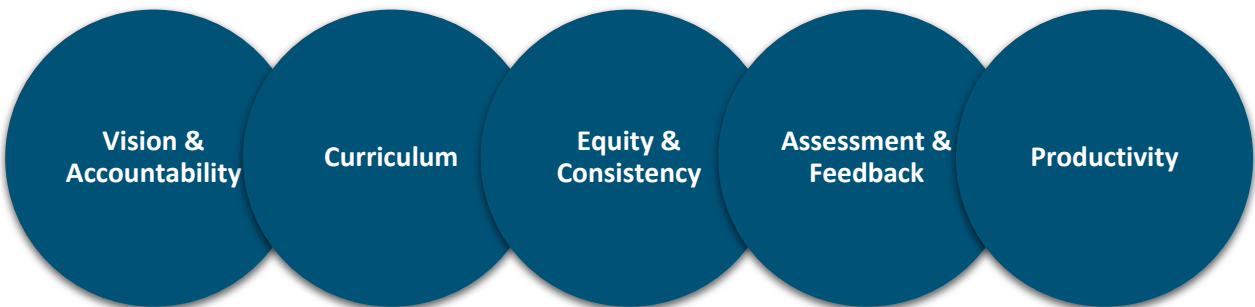 Vision &
Accountability
Curriculum
Equity &
Consistency
Assessment &
Feedback
Productivity